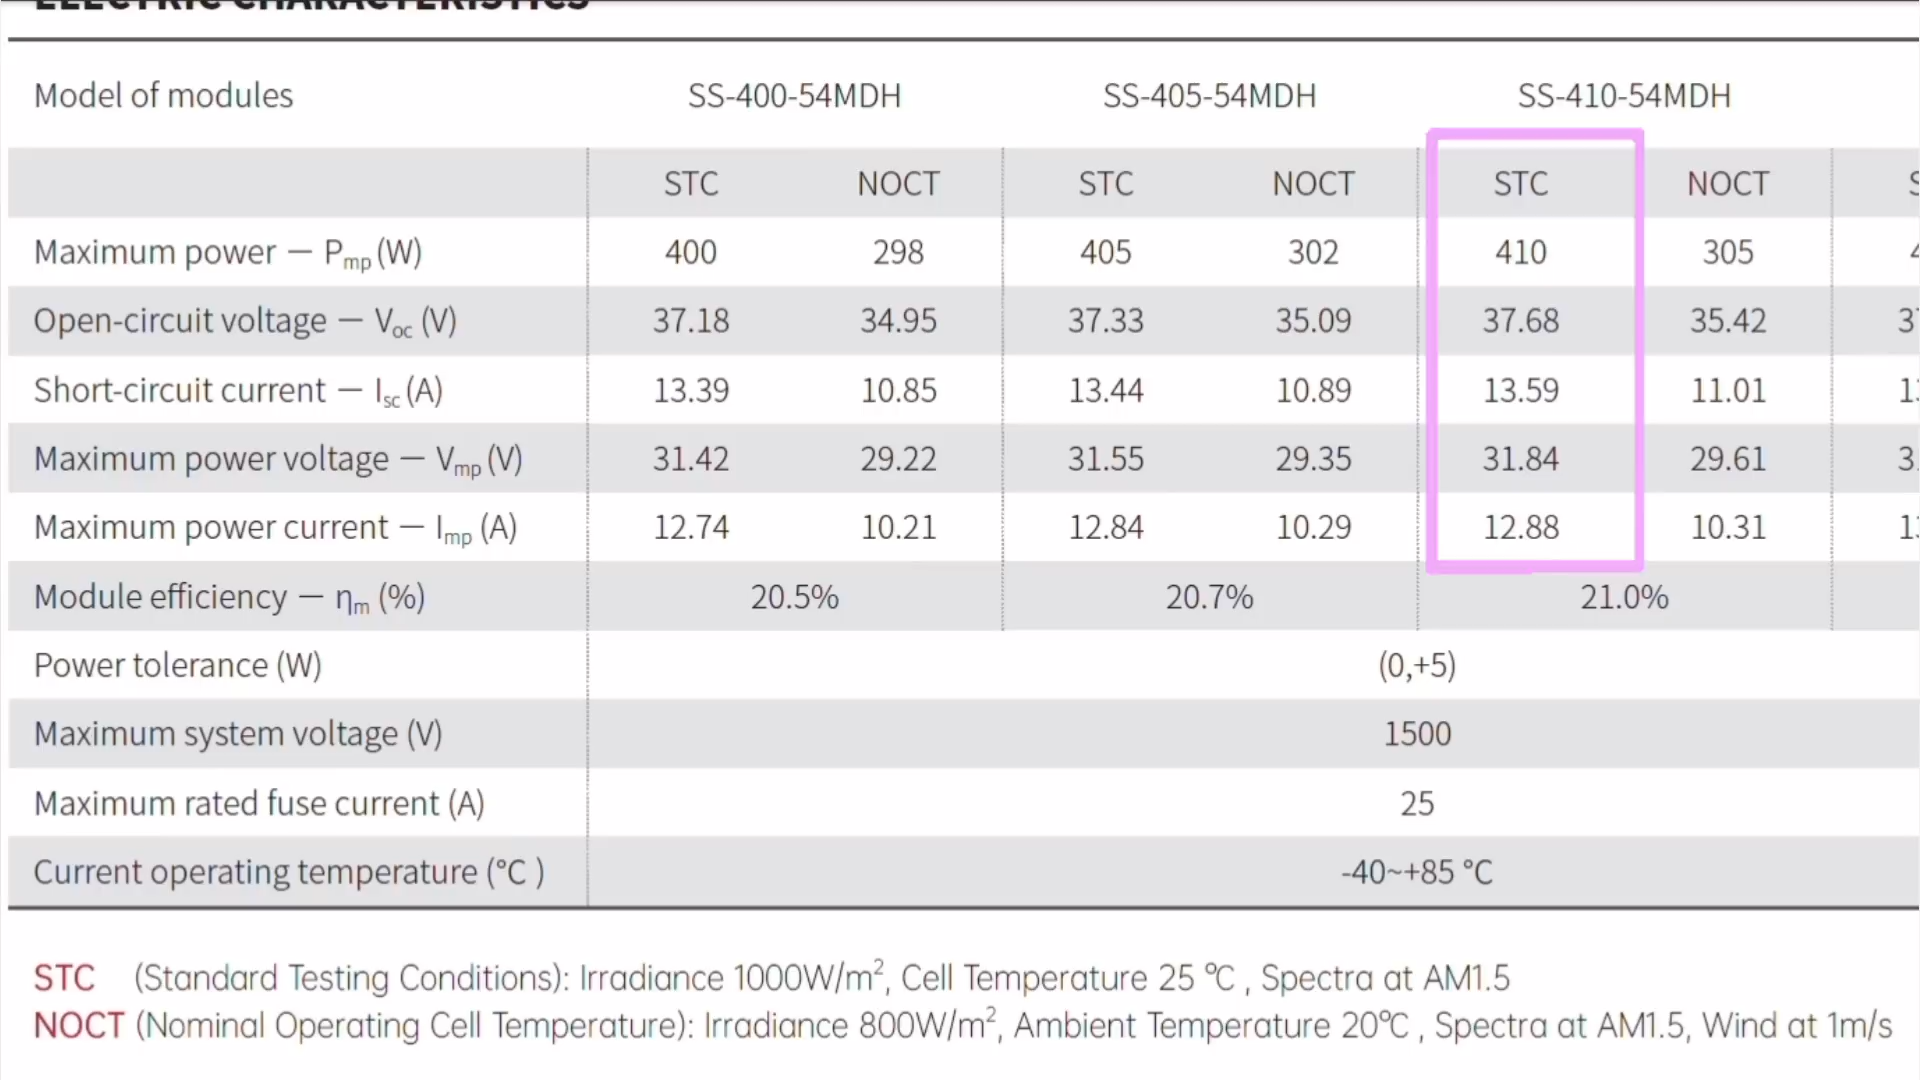 ELECTRIC CHARACTERISTICS
Model of modules SS-400-54MDH SS-405-54MDH SS-410-54MDH
STC NOCT STC NOCT STC NOCT
Maximum power — Pmp (W) 400 298 405 302 410 305
Open-circuit voltage — Voc (V) 37.18 34.95 37.33 35.09 37.68 35.42
Short-circuit current — Isc (A) 13.39 10.85 13.44 10.89 13.59 11.01
Maximum power voltage — Vmp (V) 31.42 29.22 31.55 29.35 31.84 29.61
Maximum power current — Imp (A) 12.74 10.21 12.84 10.29 12.88 10.31
Module efficiency — ηm (%) 20.5% 20.7% 21.0%
Power tolerance (W) (0,+5)
Maximum system voltage (V) 1500
Maximum rated fuse current (A) 25
Current operating temperature (°C ) -40~+85 °C
STC (Standard Testing Conditions): Irradiance 1000W/m², Cell Temperature 25 °C , Spectra at AM1.5
NOCT (Nominal Operating Cell Temperature): Irradiance 800W/m², Ambient Temperature 20°C , Spectra at AM1.5, Wind at 1m/s